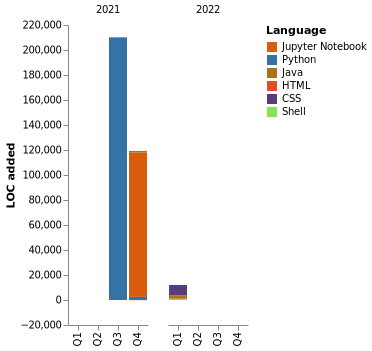 2021
2022
LOC added
220,000
200,000
180,000
160,000
140,000
120,000
100,000
80,000
60,000
40,000
20,000
0
−20,000
Q1
Q2
Q3
Q4
Q1
Q2
Q3
Q4
Language
Jupyter Notebook
Python
Java
HTML
CSS
Shell